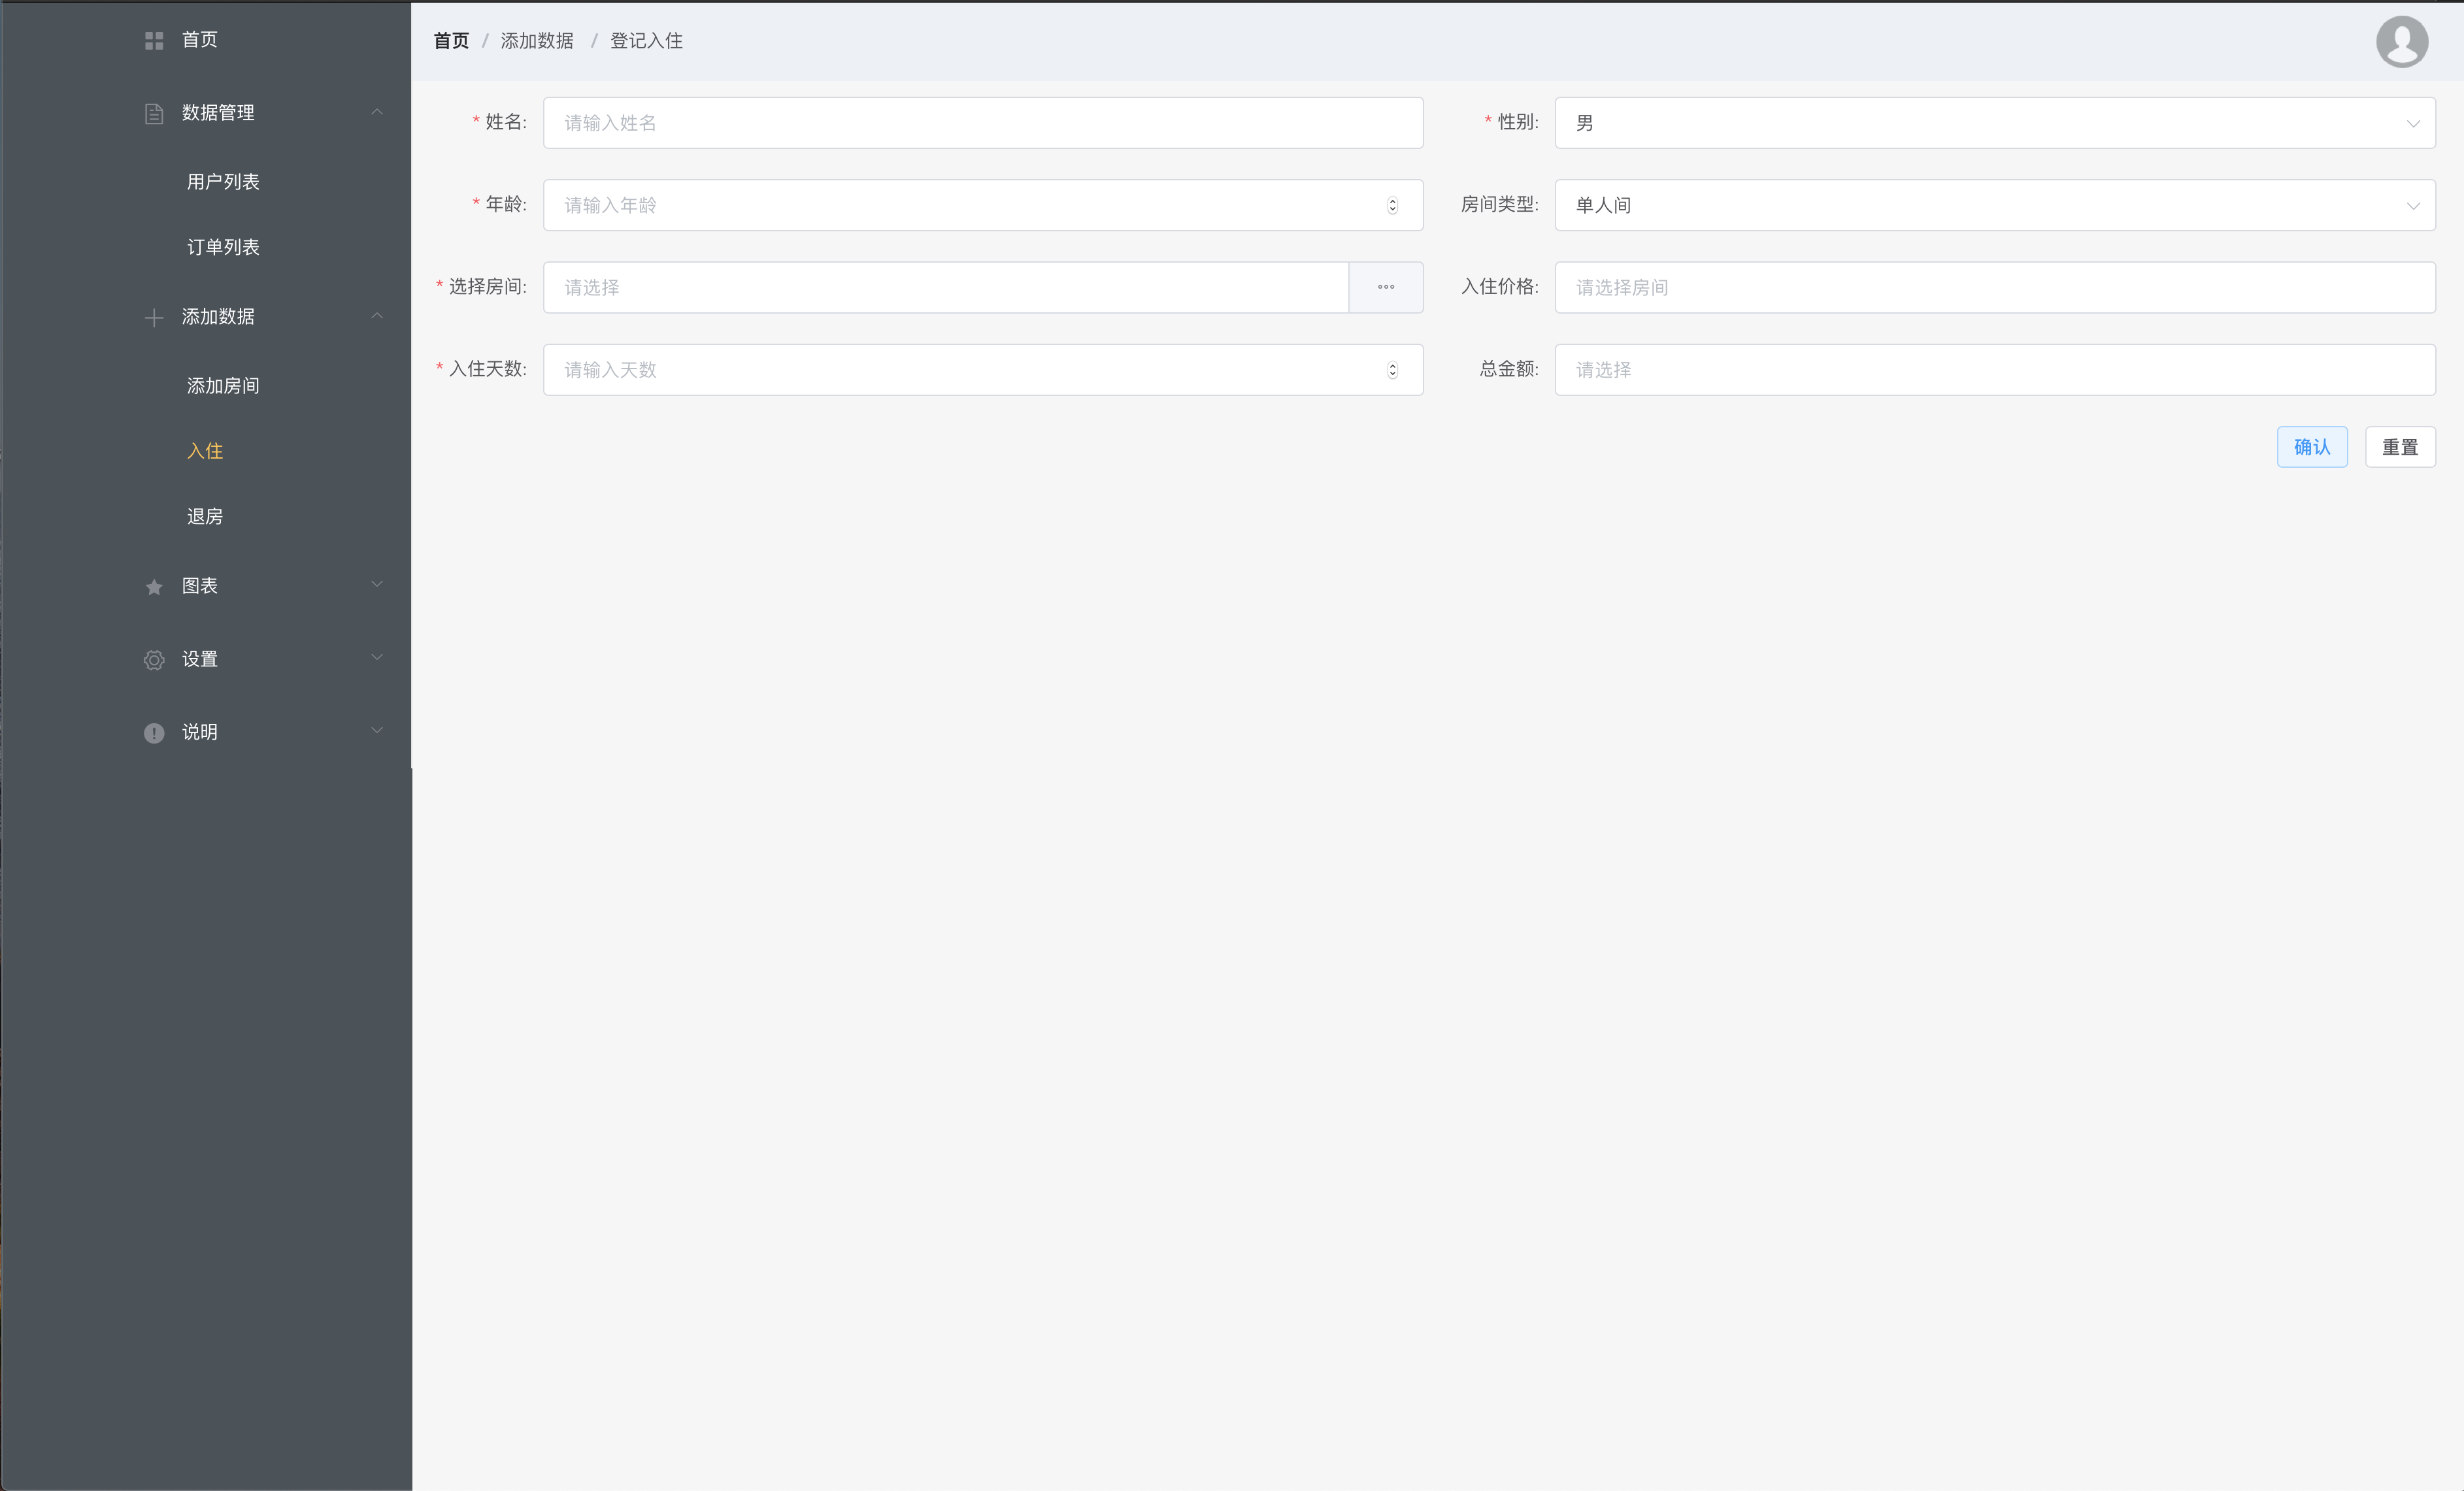 首页
数据管理
用户列表
订单列表
添加数据
添加房间
入住
退房
图表
设置
说明
首页 / 添加数据 / 登记入住
* 姓名: 请输入姓名
* 性别: 男
* 年龄: 请输入年龄
房间类型: 单人间
* 选择房间: 请选择
入住价格: 请选择房间
* 入住天数: 请输入天数
总金额: 请选择
确认 重置